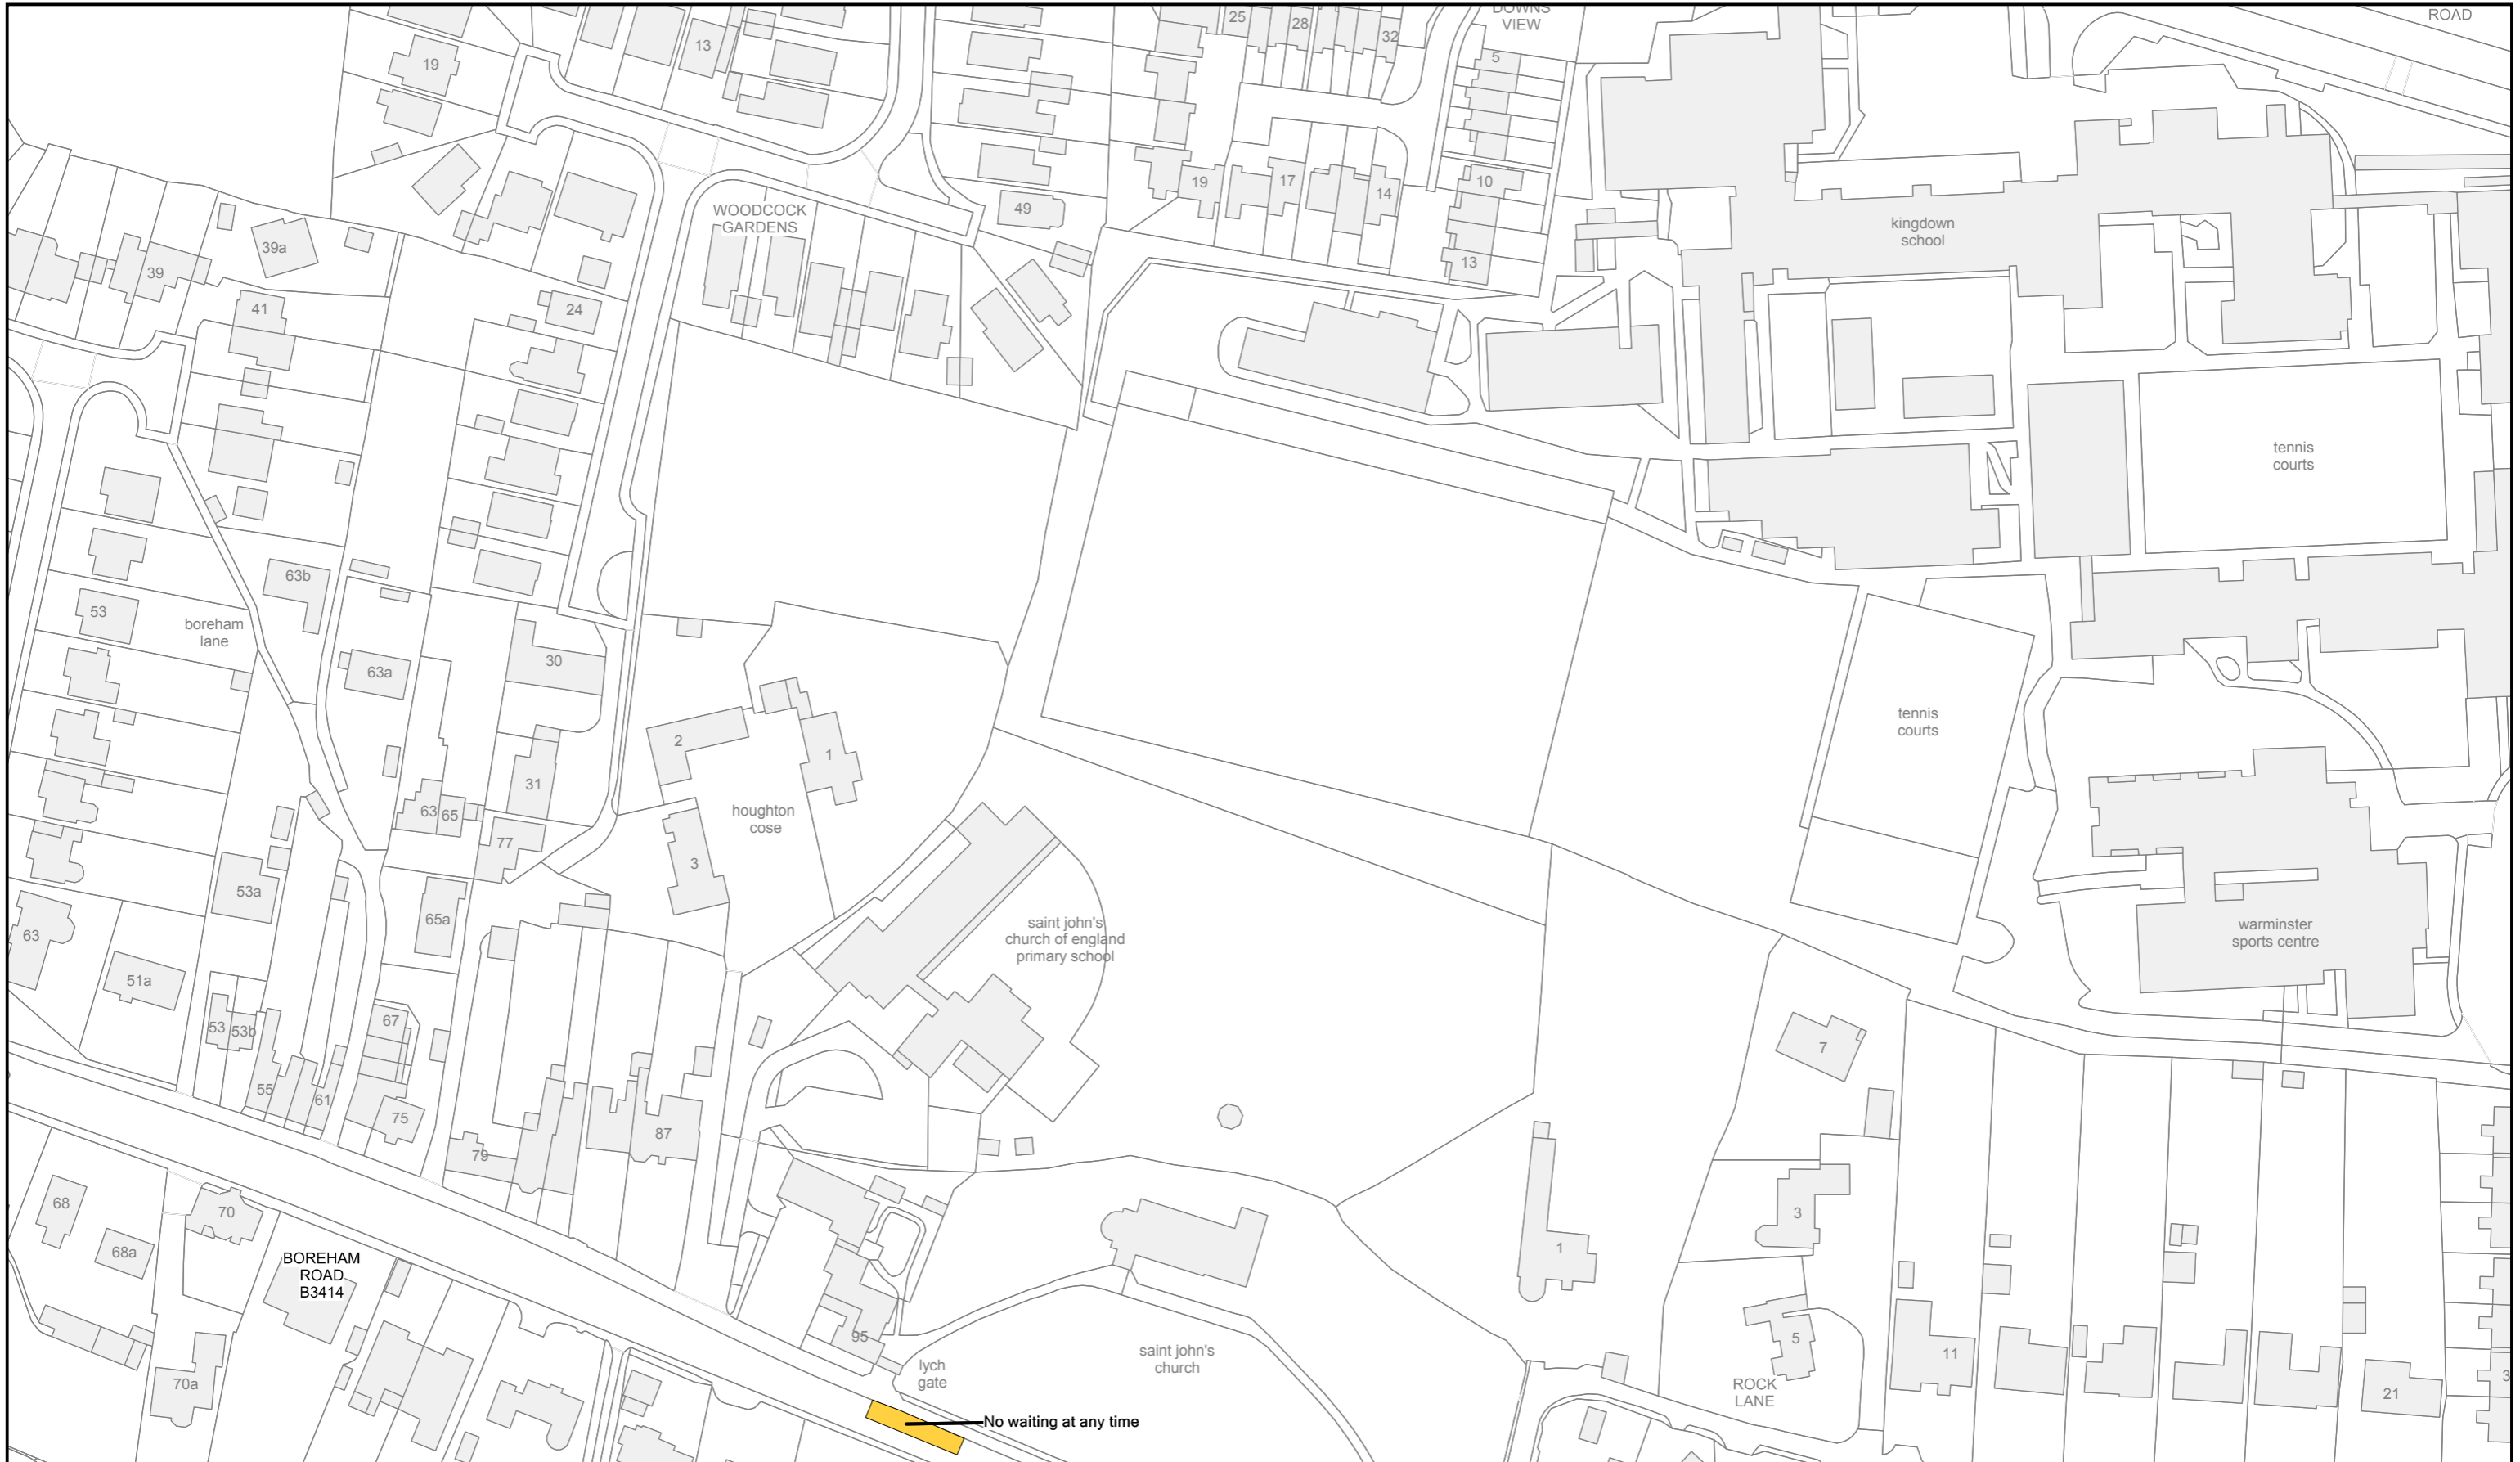 DOWNS
VIEW
ROAD
25
28
32
13
19
5
19
17
14
10
13
49
WOODCOCK
GARDENS
kingdown
school
39a
39
41
24
tennis
courts
63b
53
boreham
lane
63a
30
2
1
tennis
courts
31
63
65
houghton
cose
77
3
53a
65a
63
saint john's
church of england
primary school
warminster
sports centre
51a
53
53b
67
7
55
61
75
87
79
68
70
3
68a
1
BOREHAM
ROAD
B3414
95
5
11
saint john's
church
lych
gate
70a
ROCK
LANE
21
3
No waiting at any time